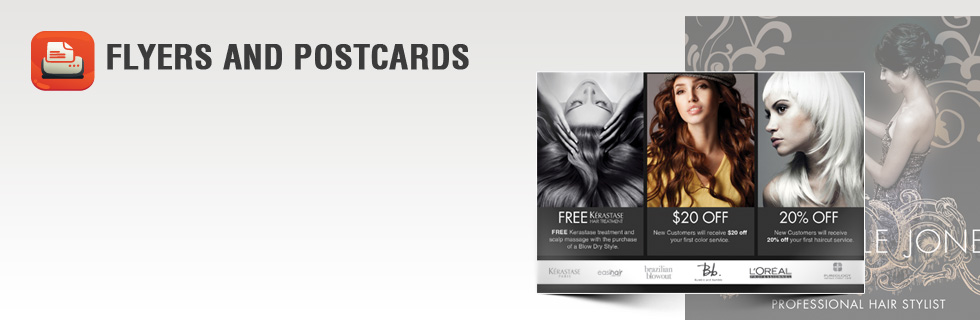 FLYERS AND POSTCARDS
FREE KÉRASTASE
HAIR TREATMENT
FREE Kerastase treatment and
scalp massage with the purchase
of a Blow Dry Style.
$20 OFF
New Customers will receive $20 off
your first color service.
20% OFF
New Customers will receive
20% off your first haircut service.
KÉRASTASE
PARIS
easihair
brazilian
blowout
Bb.
L'ORÉAL
PROFESSIONNEL
E JONE
PROFESSIONAL HAIR STYLIST